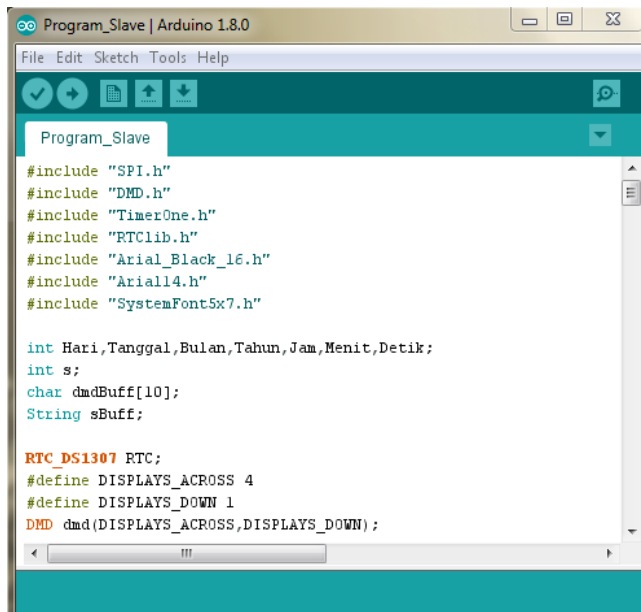 Program_Slave | Arduino 1.8.0
File Edit Sketch Tools Help
Program_Slave
#include "SPI.h"
#include "DMD.h"
#include "TimerOne.h"
#include "RTClib.h"
#include "Arial_Black_16.h"
#include "Arial14.h"
#include "SystemFont5x7.h"
int Hari,Tanggal,Bulan,Tahun,Jam,Menit,Detik;
int s;
char dmdBuff[10];
String sBuff;
RTC_DS1307 RTC;
#define DISPLAYS_ACROSS 4
#define DISPLAYS_DOWN 1
DMD dmd(DISPLAYS_ACROSS,DISPLAYS_DOWN);